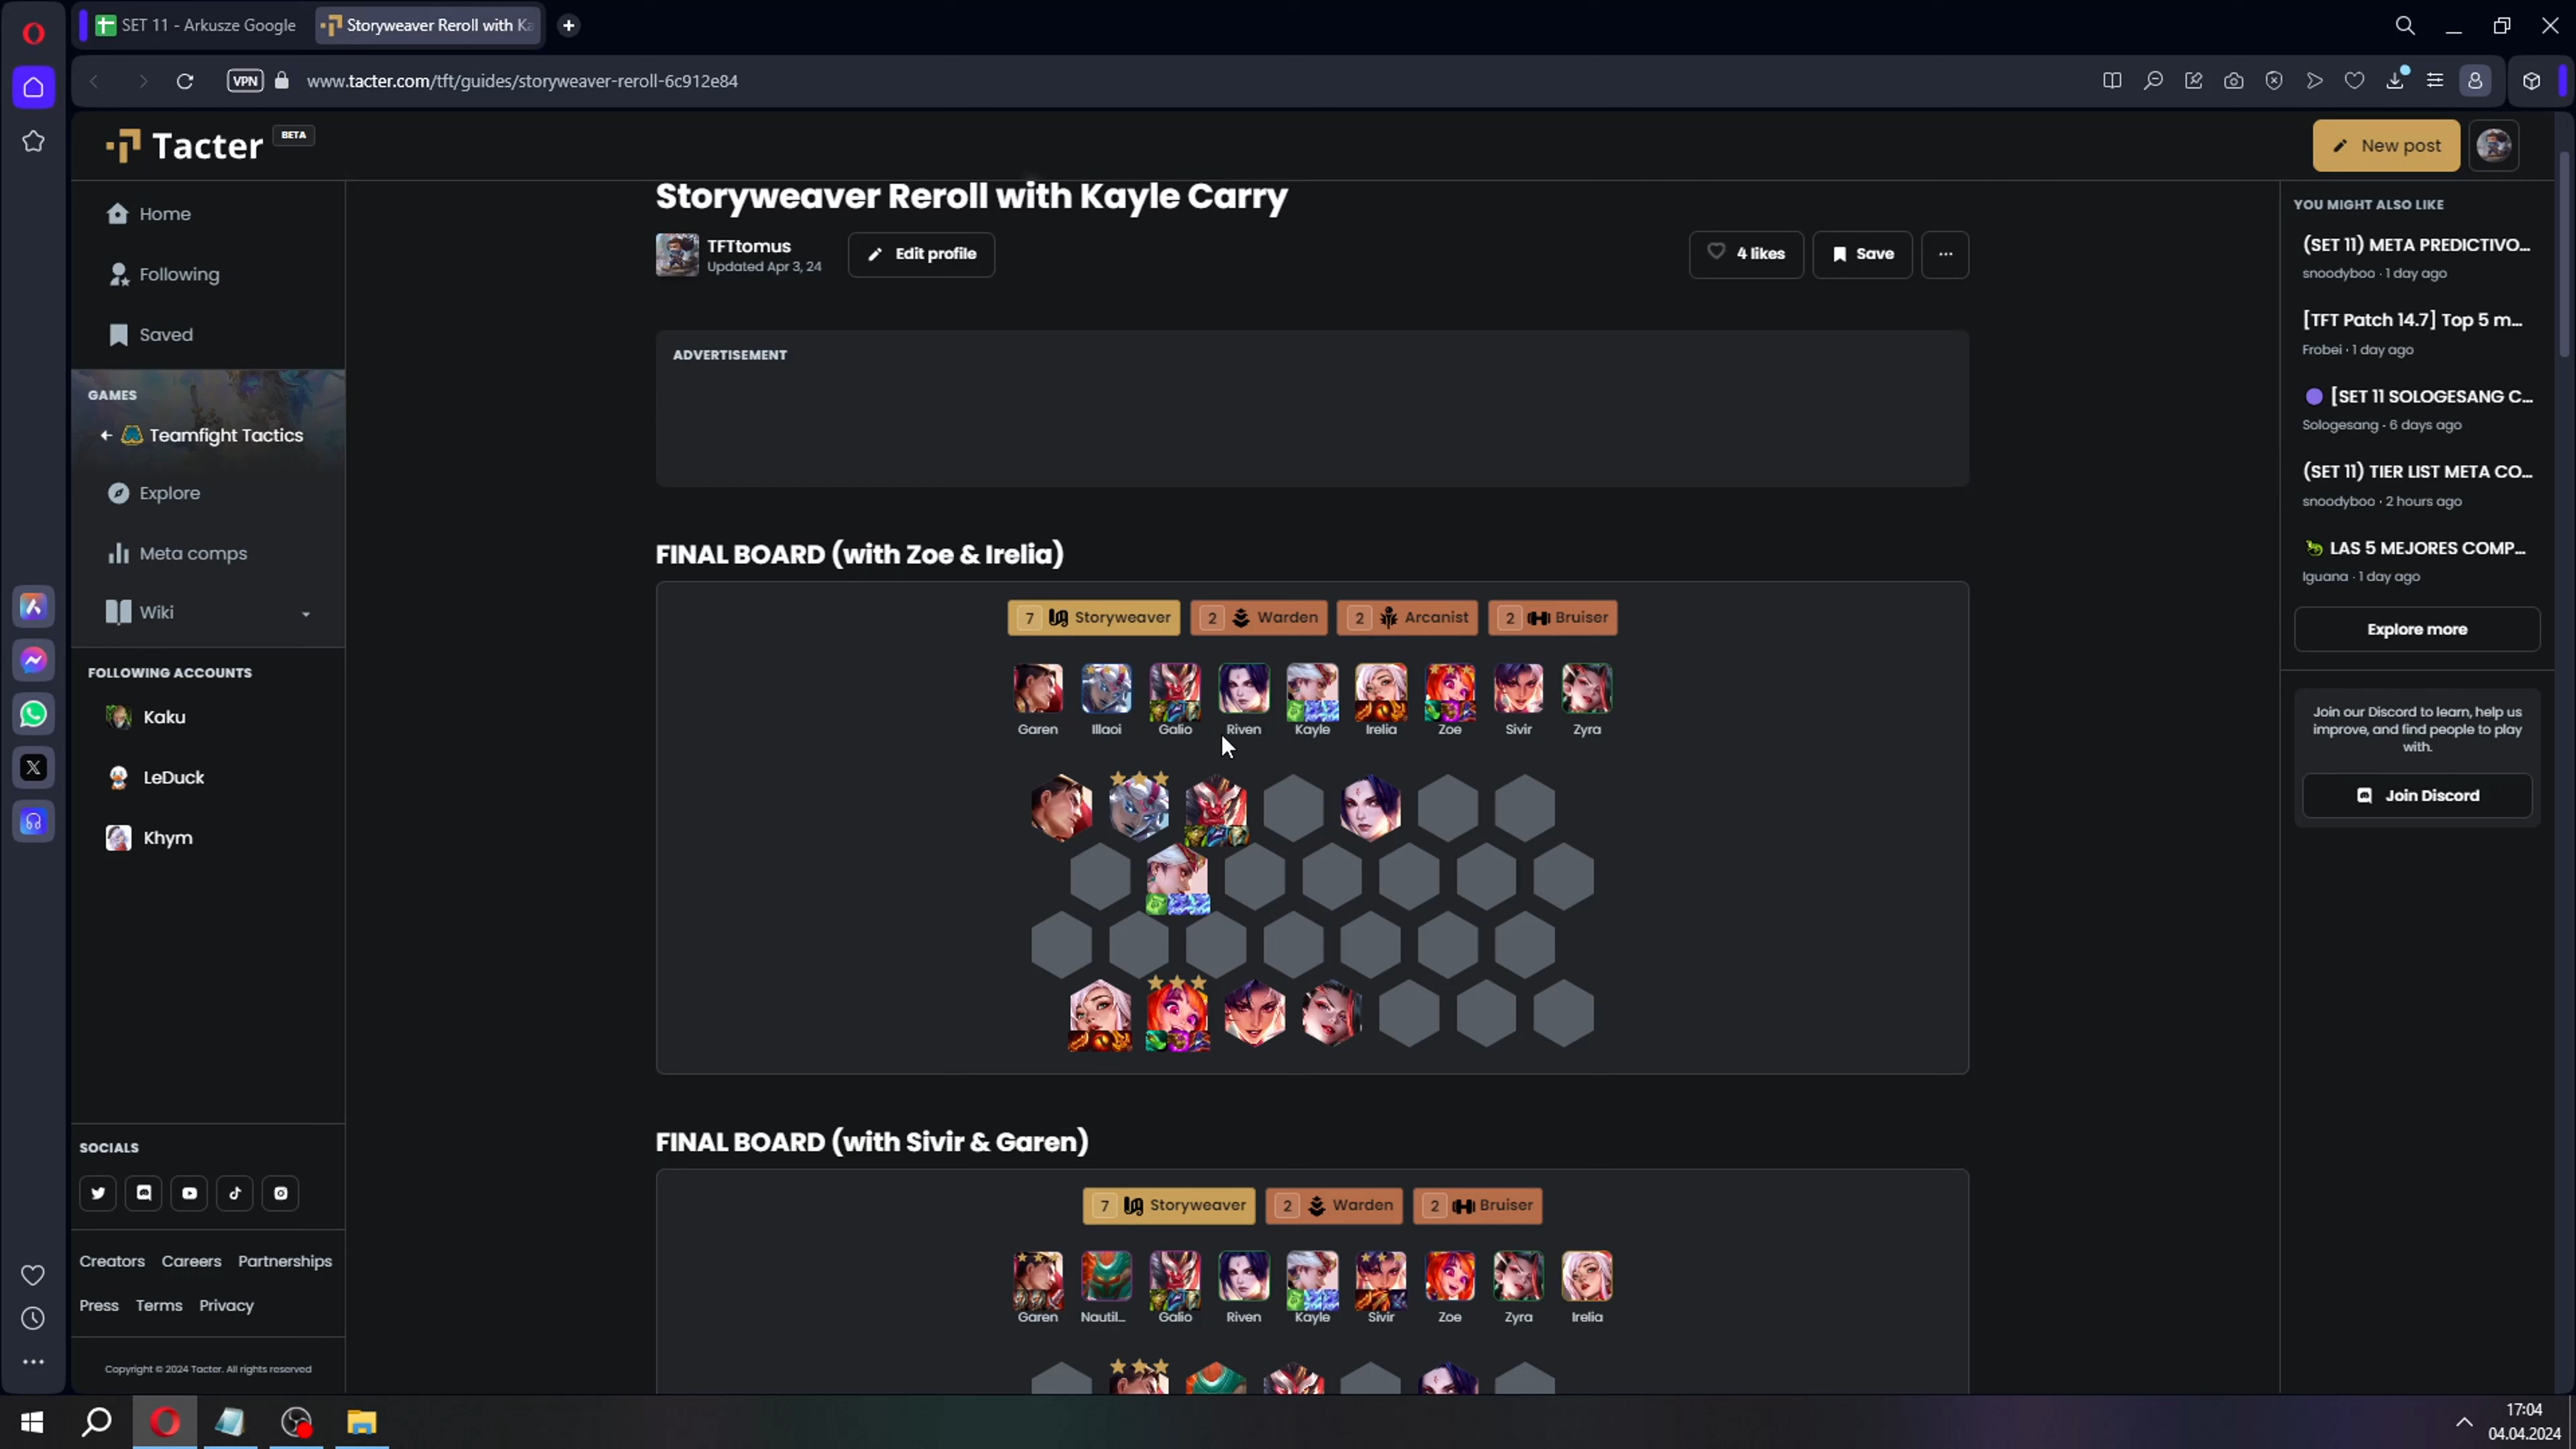 SET 11 - Arkusze Google
Storyweaver Reroll with Ka
VPN
www.tacter.com/tft/guides/storyweaver-reroll-6c912e84
Tacter
BETA
New post
Home
Following
Saved
GAMES
Teamfight Tactics
Explore
Meta comps
Wiki
FOLLOWING ACCOUNTS
Kaku
LeDuck
Khym
SOCIALS
Creators Careers Partnerships
Press Terms Privacy
Copyright © 2024 Tacter. All rights reserved
Storyweaver Reroll with Kayle Carry
TFTtomus
Updated Apr 3, 24
Edit profile
4 likes
Save
ADVERTISEMENT
FINAL BOARD (with Zoe & Irelia)
7 Storyweaver 2 Warden 2 Arcanist 2 Bruiser
Garen Illaoi Galio Riven Kayle Irelia Zoe Sivir Zyra
FINAL BOARD (with Sivir & Garen)
7 Storyweaver 2 Warden 2 Bruiser
Garen Nautil... Galio Riven Kayle Sivir Zoe Zyra Irelia
YOU MIGHT ALSO LIKE
(SET 11) META PREDICTIVO...
snoodyboo · 1 day ago
[TFT Patch 14.7] Top 5 m...
Frobei · 1 day ago
[SET 11 SOLOGESANG C...
Sologesang · 6 days ago
(SET 11) TIER LIST META CO...
snoodyboo · 2 hours ago
LAS 5 MEJORES COMP...
Iguana · 1 day ago
Explore more
Join our Discord to learn, help us
improve, and find people to play
with.
Join Discord
17:04
04.04.2024